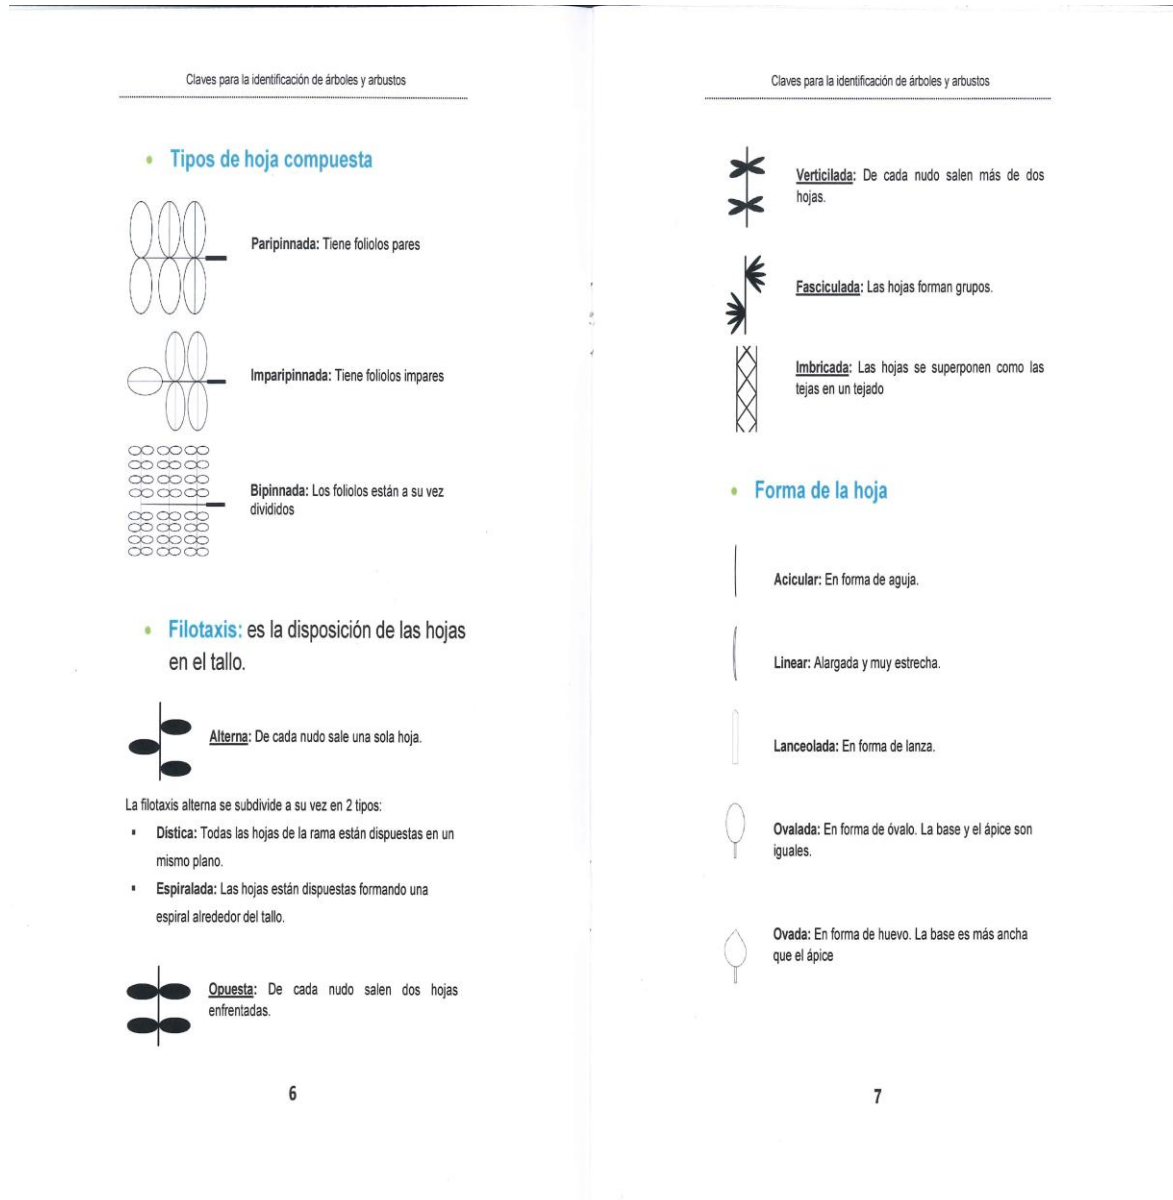 Claves para la identificación de árboles y arbustos
• Tipos de hoja compuesta
Paripinnada: Tiene foliolos pares
Imparipinnada: Tiene foliolos impares
Bipinnada: Los foliolos están a su vez
divididos
• Filotaxis: es la disposición de las hojas
en el tallo.
Alterna: De cada nudo sale una sola hoja.
La filotaxis alterna se subdivide a su vez en 2 tipos:
▪ Dística: Todas las hojas de la rama están dispuestas en un
mismo plano.
▪ Espiralada: Las hojas están dispuestas formando una
espiral alrededor del tallo.
Opuesta: De cada nudo salen dos hojas
enfrentadas.
6
Claves para la identificación de árboles y arbustos
Verticilada: De cada nudo salen más de dos
hojas.
Fasciculada: Las hojas forman grupos.
Imbricada: Las hojas se superponen como las
tejas en un tejado
• Forma de la hoja
Acicular: En forma de aguja.
Linear: Alargada y muy estrecha.
Lanceolada: En forma de lanza.
Ovalada: En forma de óvalo. La base y el ápice son
iguales.
Ovada: En forma de huevo. La base es más ancha
que el ápice
7